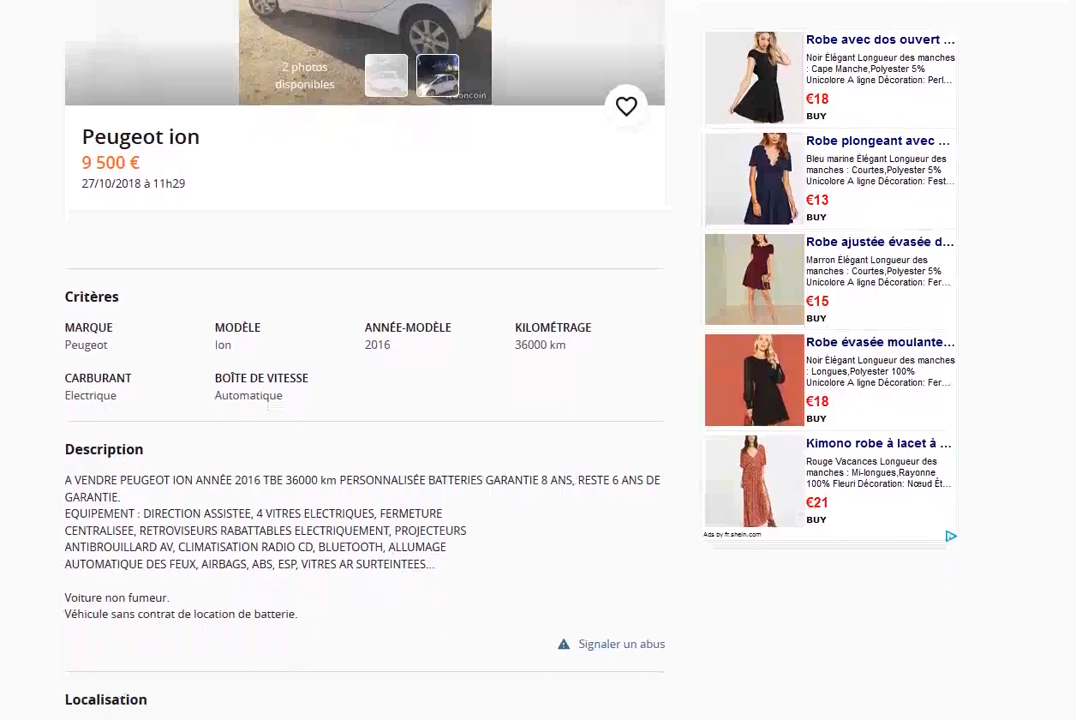 2 photos
disponibles
Peugeot ion
9 500 €
27/10/2018 à 11h29
Critères
MARQUE
Peugeot
MODÈLE
Ion
ANNÉE-MODÈLE
2016
KILOMÉTRAGE
36000 km
CARBURANT
Electrique
BOÎTE DE VITESSE
Automatique
Description
A VENDRE PEUGEOT ION ANNÉE 2016 TBE 36000 km PERSONNALISÉE BATTERIES GARANTIE 8 ANS, RESTE 6 ANS DE
GARANTIE.
EQUIPEMENT : DIRECTION ASSISTEE, 4 VITRES ELECTRIQUES, FERMETURE
CENTRALISEE, RETROVISEURS RABATTABLES ELECTRIQUEMENT, PROJECTEURS
ANTIBROUILLARD AV, CLIMATISATION RADIO CD, BLUETOOTH, ALLUMAGE
AUTOMATIQUE DES FEUX, AIRBAGS, ABS, ESP, VITRES AR SURTEINTEES...
Voiture non fumeur.
Véhicule sans contrat de location de batterie.
Signaler un abus
Localisation
Robe avec dos ouvert ...
Noir Élégant Longueur des manches
: Cape Manche,Polyester 5%
Unicolore A ligne Décoration: Perl...
€18
BUY
Robe plongeant avec ...
Bleu marine Élégant Longueur des
manches : Courtes,Polyester 5%
Unicolore A ligne Décoration: Fest...
€13
BUY
Robe ajustée évasée d...
Marron Élégant Longueur des
manches : Courtes,Polyester 5%
Unicolore A ligne Décoration: Fer...
€15
BUY
Robe évasée moulante...
Noir Élégant Longueur des manches
: Longues,Polyester 100%
Unicolore A ligne Décoration: Fer...
€18
BUY
Kimono robe à lacet à ...
Rouge Vacances Longueur des
manches : Mi-longues,Rayonne
100% Fleuri Décoration: Nœud Ét...
€21
BUY
Ads by fr.shein.com